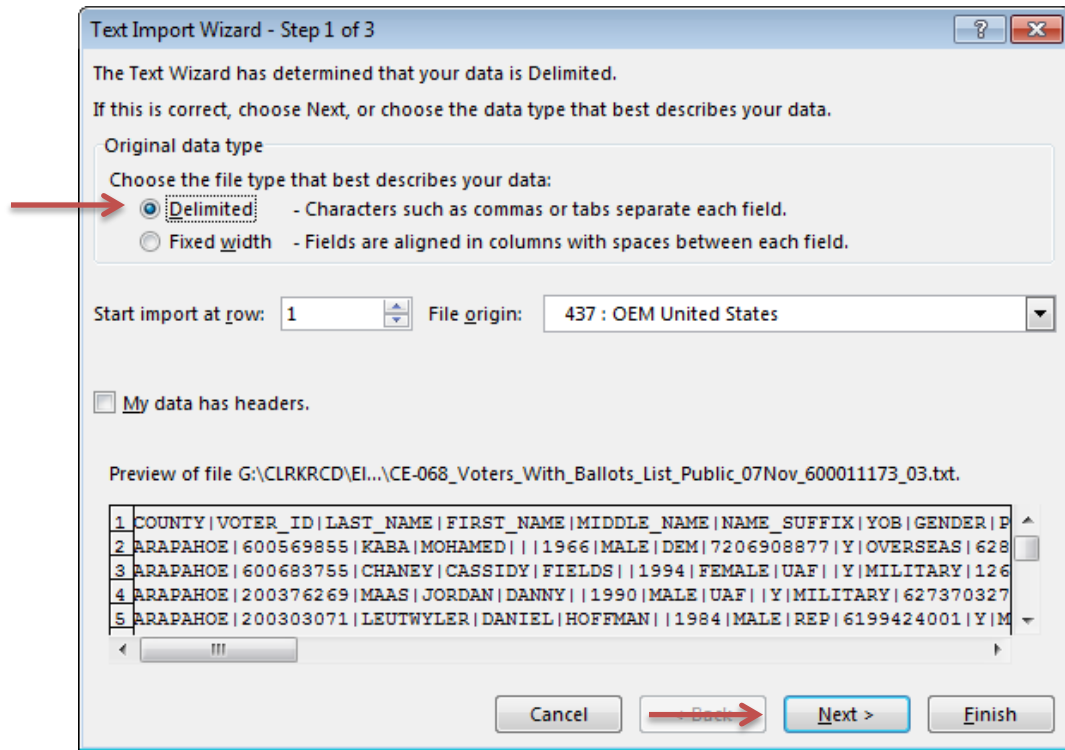 Text Import Wizard - Step 1 of 3
The Text Wizard has determined that your data is Delimited.
If this is correct, choose Next, or choose the data type that best describes your data.
Original data type
Choose the file type that best describes your data:
Delimited - Characters such as commas or tabs separate each field.
Fixed width - Fields are aligned in columns with spaces between each field.
Start import at row: 1 File origin: 437 : OEM United States
My data has headers.
Preview of file G:\CLRKRCD\El...\CE-068_Voters_With_Ballots_List_Public_07Nov_600011173_03.txt.
1 COUNTY|VOTER_ID|LAST_NAME|FIRST_NAME|MIDDLE_NAME|NAME_SUFFIX|YOB|GENDER|P
2 ARAPAHOE|600569855|KABA|MOHAMED|||1966|MALE|DEM|7206908877|Y|OVERSEAS|628
3 ARAPAHOE|600683755|CHANEY|CASSIDY|FIELDS||1994|FEMALE|UAF||Y|MILITARY|126
4 ARAPAHOE|200376269|MAAS|JORDAN|DANNY||1990|MALE|UAF||Y|MILITARY|627370327
5 ARAPAHOE|200303071|LEUTWYLER|DANIEL|HOFFMAN||1984|MALE|REP|6199424001|Y|M
Cancel < Back Next > Finish